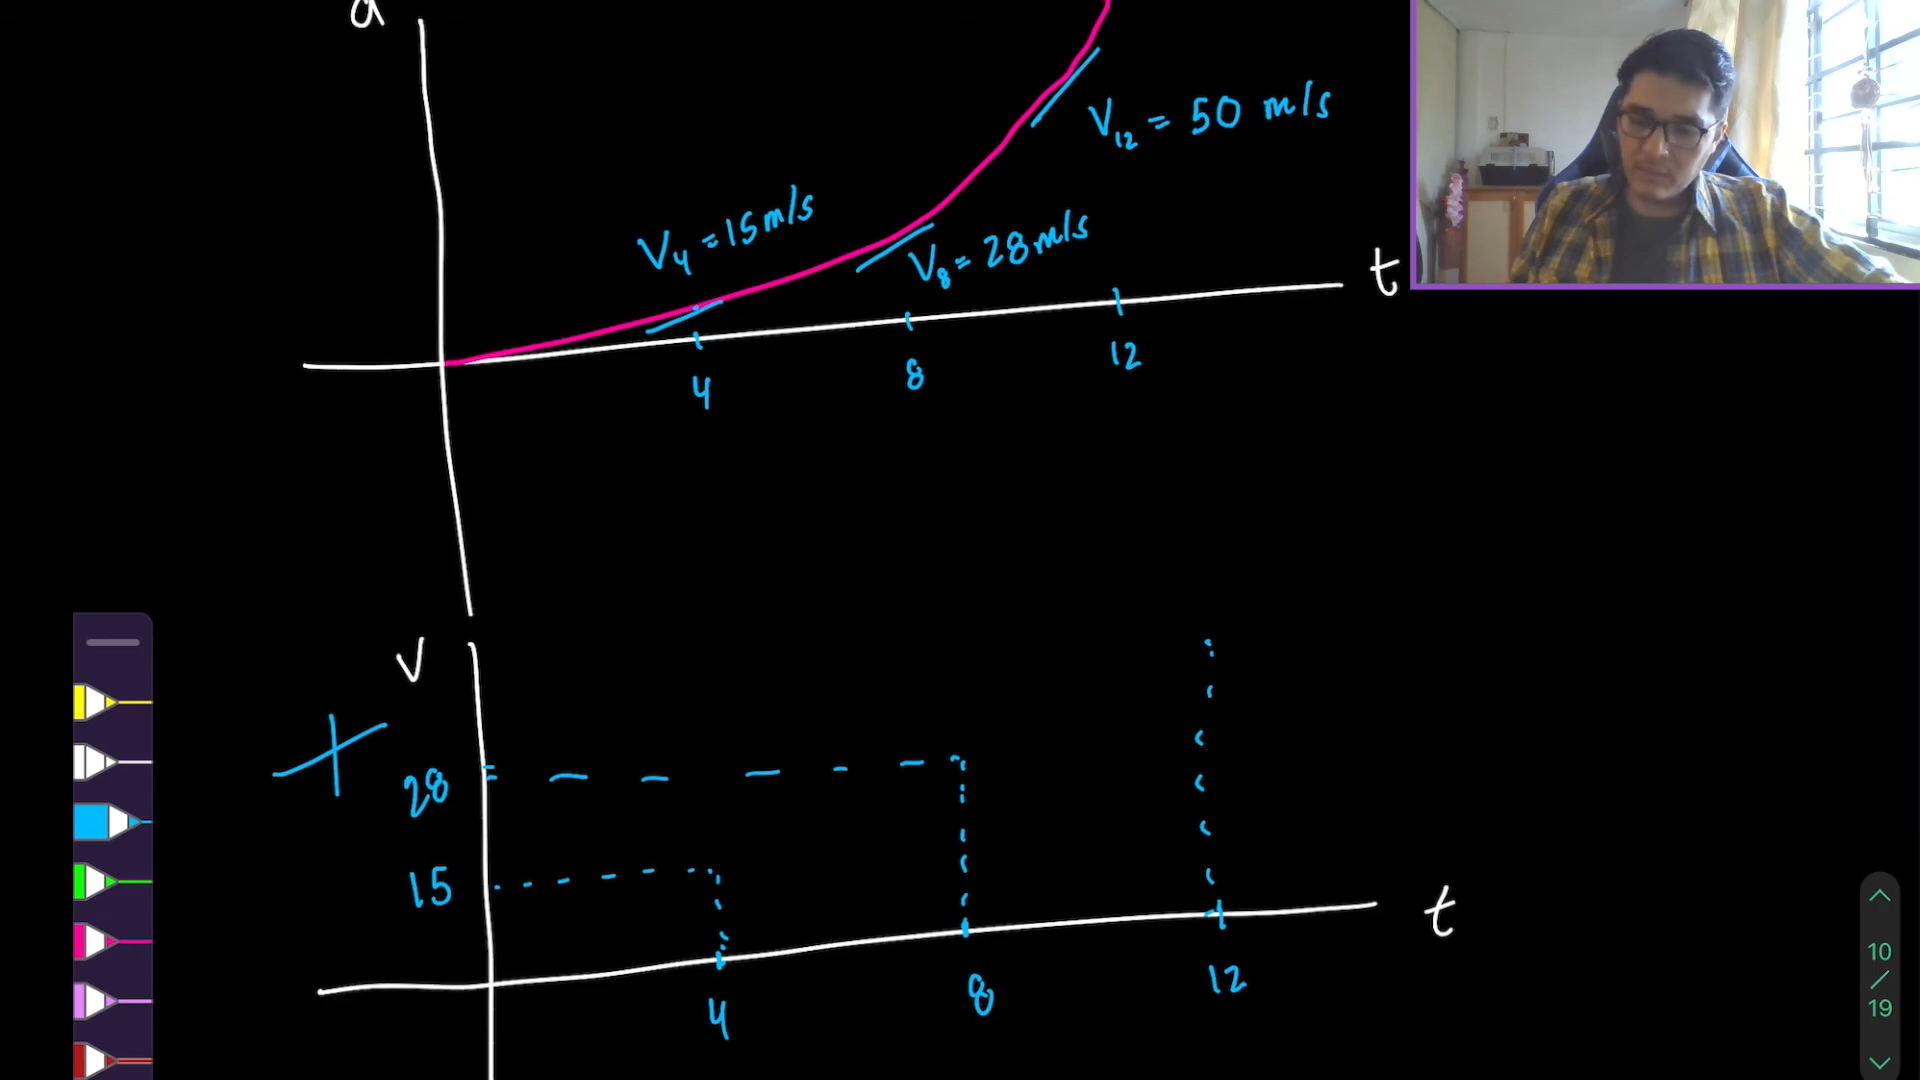 d
V₁₂ = 50 m/s
V₄ = 15 m/s
V₈ = 28 m/s
t
4
8
12
V
28
15
t
4
8
12
10
/
19